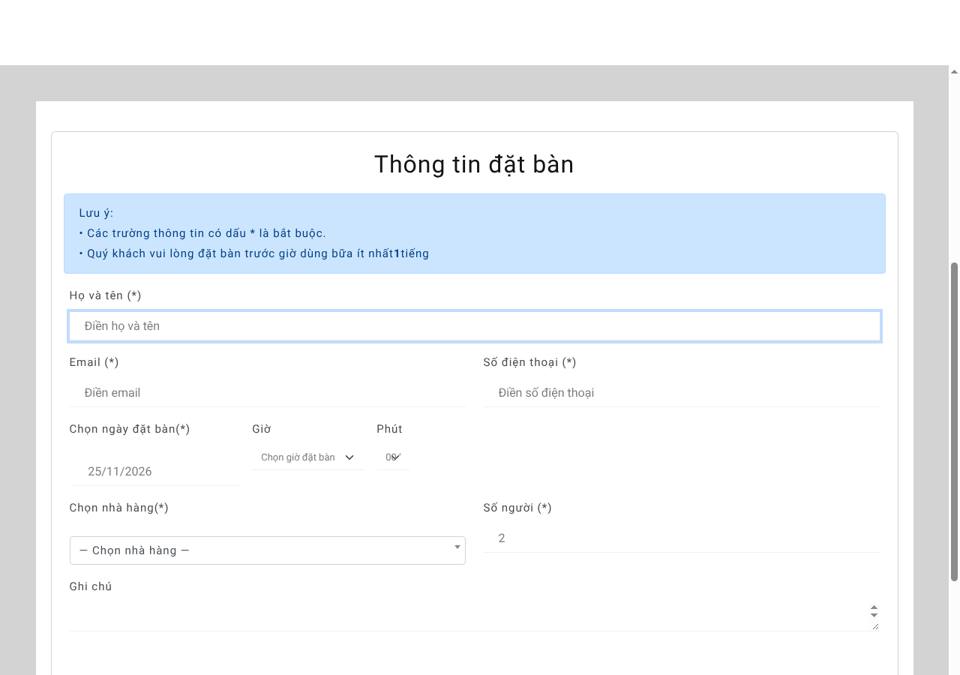 Thông tin đặt bàn
Lưu ý:
• Các trường thông tin có dấu * là bắt buộc.
• Quý khách vui lòng đặt bàn trước giờ dùng bữa ít nhất1tiếng
Họ và tên (*)
Điền họ và tên
Email (*)
Số điện thoại (*)
Điền email
Điền số điện thoại
Chọn ngày đặt bàn(*)
Giờ
Phút
Chọn giờ đặt bàn
00
25/11/2026
Chọn nhà hàng(*)
Số người (*)
2
— Chọn nhà hàng —
Ghi chú